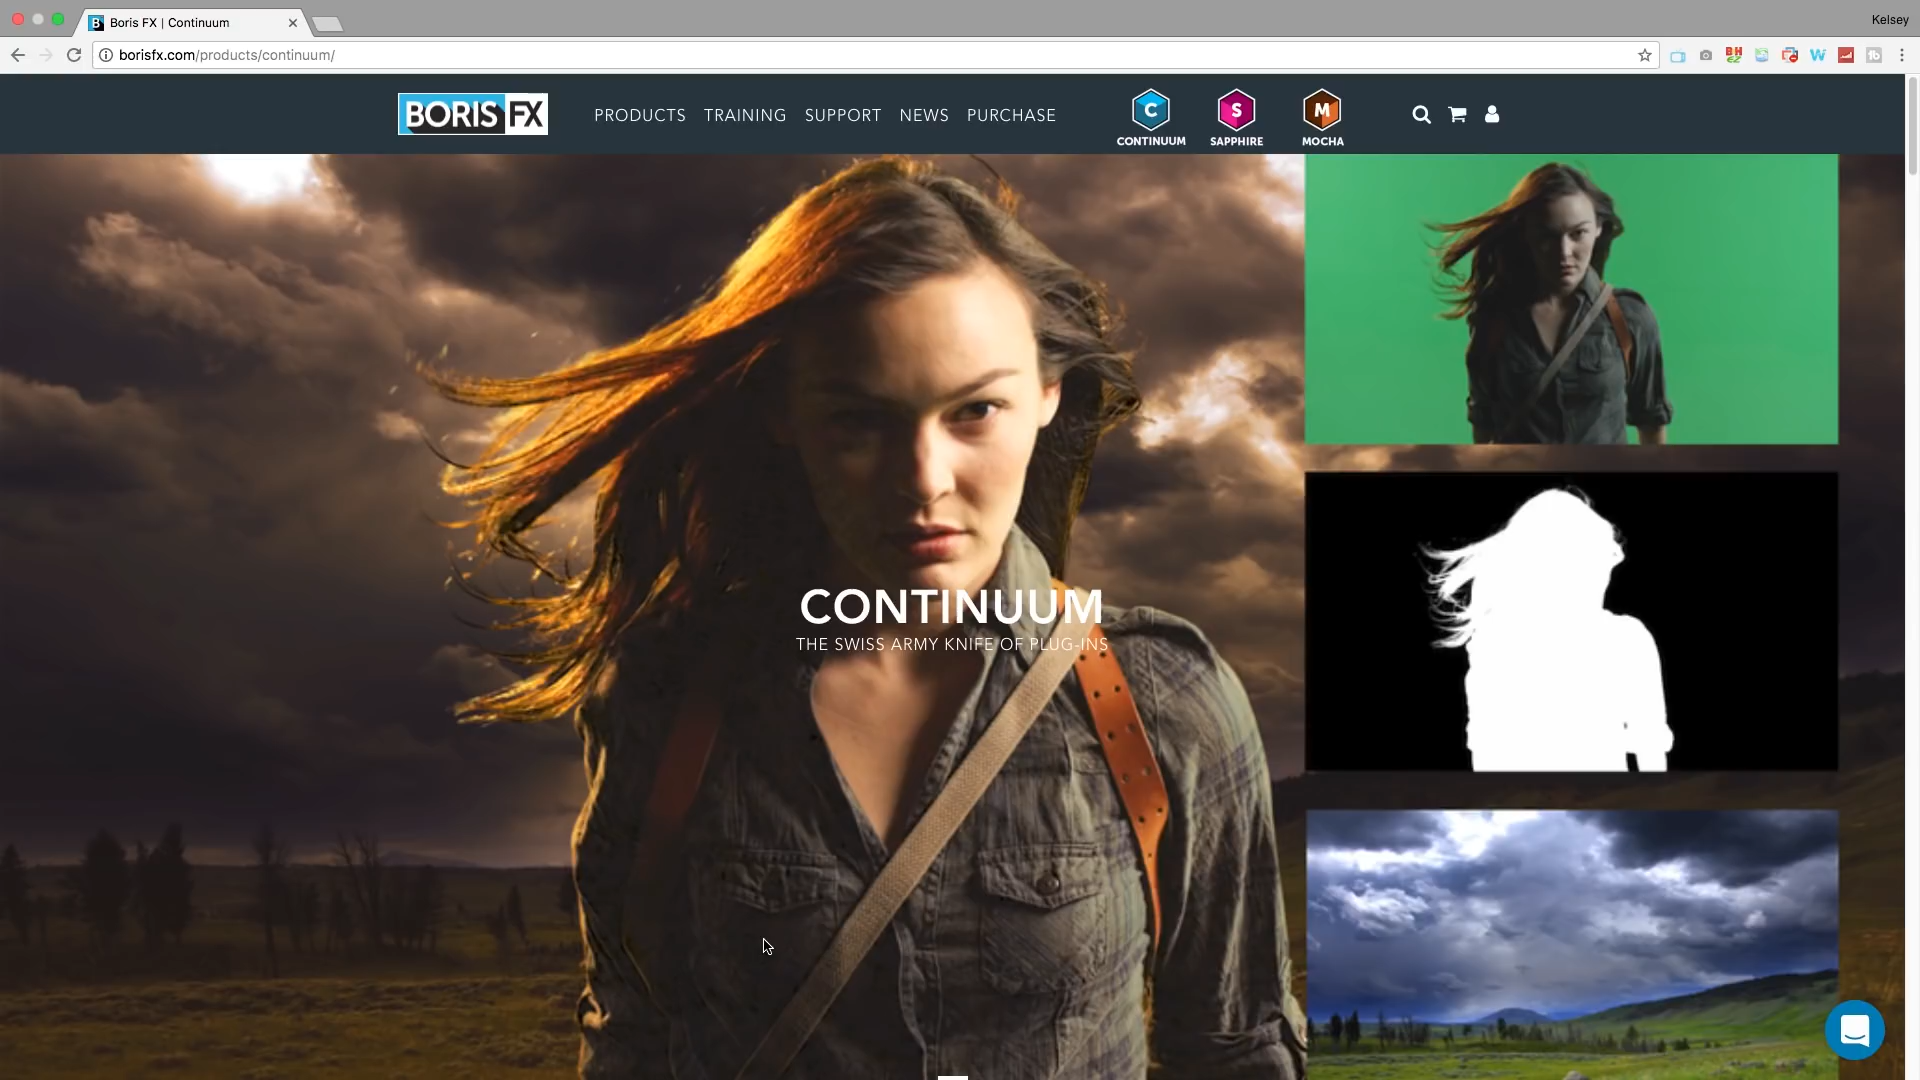 Boris FX | Continuum
Kelsey
borisfx.com/products/continuum/
BORIS FX
PRODUCTS TRAINING SUPPORT NEWS PURCHASE
C S M
CONTINUUM SAPPHIRE MOCHA
CONTINUUM
THE SWISS ARMY KNIFE OF PLUG-INS